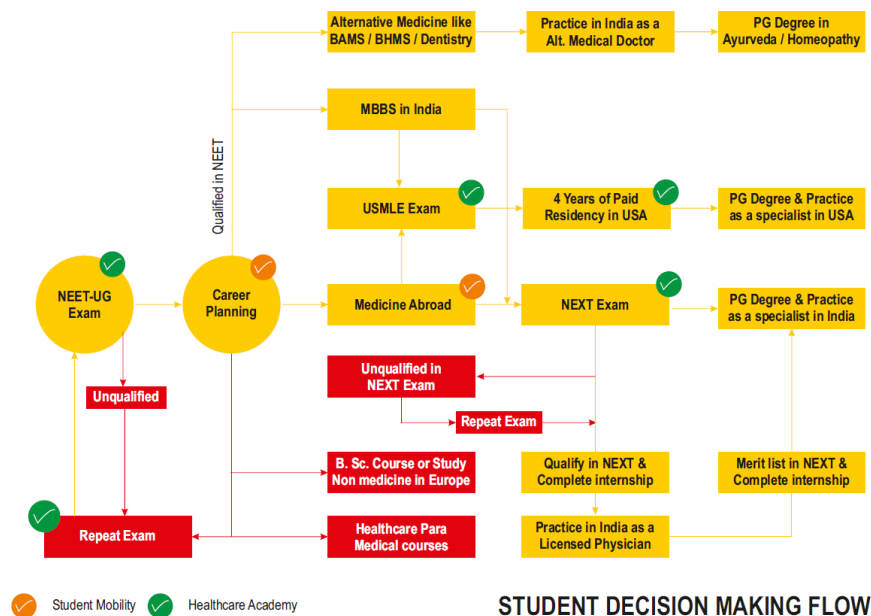 Alternative Medicine like
BAMS / BHMS / Dentistry
Practice in India as a
Alt. Medical Doctor
PG Degree in
Ayurveda / Homeopathy
MBBS in India
Qualified in NEET
USMLE Exam
4 Years of Paid
Residency in USA
PG Degree & Practice
as a specialist in USA
NEET-UG
Exam
Career
Planning
Medicine Abroad
NEXT Exam
PG Degree & Practice
as a specialist in India
Unqualified in
NEXT Exam
Unqualified
Repeat Exam
B. Sc. Course or Study
Non medicine in Europe
Qualify in NEXT &
Complete internship
Merit list in NEXT &
Complete internship
Repeat Exam
Healthcare Para
Medical courses
Practice in India as a
Licensed Physician
Student Mobility
Healthcare Academy
STUDENT DECISION MAKING FLOW